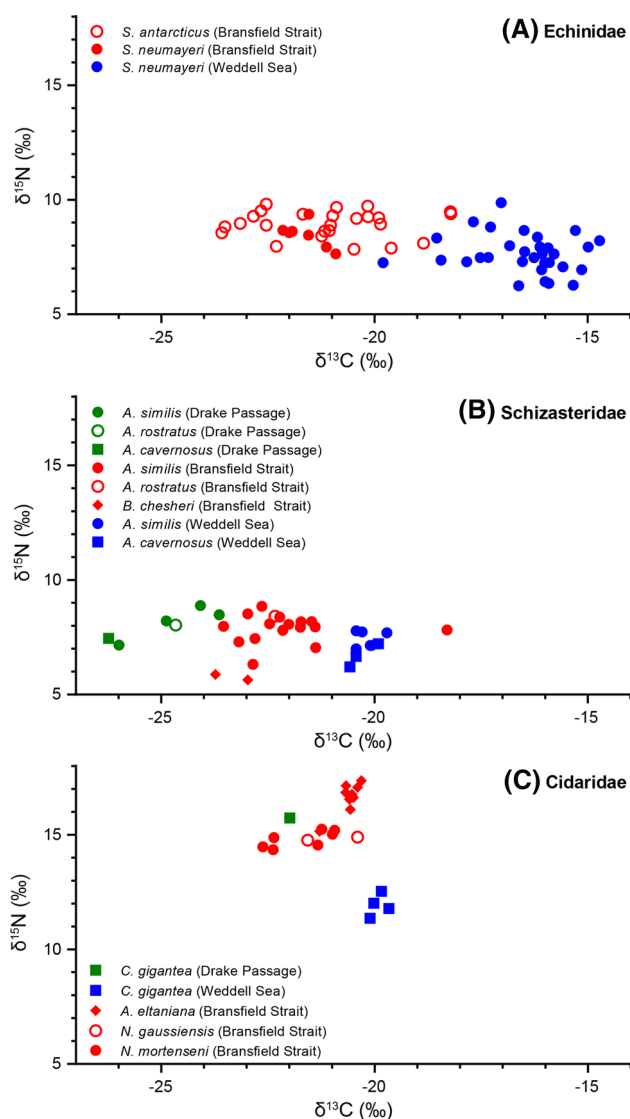 (A) Echinidae
S. antarcticus (Bransfield Strait)
S. neumayeri (Bransfield Strait)
S. neumayeri (Weddell Sea)
15
10
5
δ15N (‰)
-25 -20 -15
δ13C (‰)
(B) Schizasteridae
A. similis (Drake Passage)
A. rostratus (Drake Passage)
A. cavernosus (Drake Passage)
A. similis (Bransfield Strait)
A. rostratus (Bransfield Strait)
B. chesheri (Bransfield Strait)
A. similis (Weddell Sea)
A. cavernosus (Weddell Sea)
15
10
5
δ15N (‰)
-25 -20 -15
δ13C (‰)
(C) Cidaridae
15
10
5
δ15N (‰)
C. gigantea (Drake Passage)
C. gigantea (Weddell Sea)
A. eltaniana (Bransfield Strait)
N. gaussiensis (Bransfield Strait)
N. mortenseni (Bransfield Strait)
-25 -20 -15
δ13C (‰)